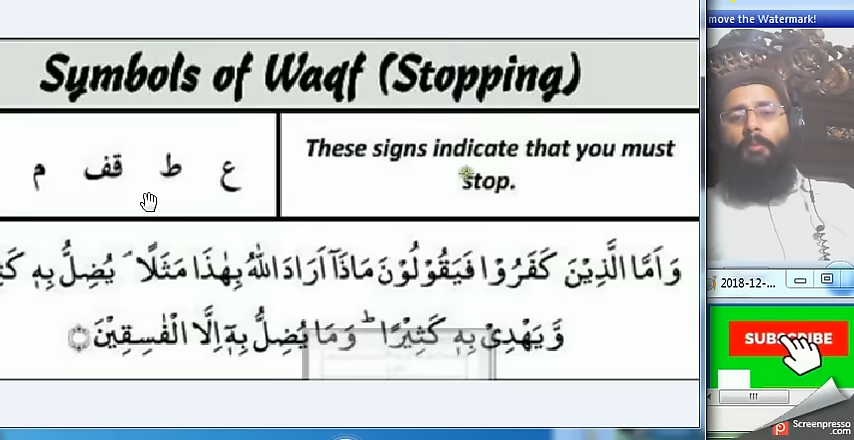 move the Watermark!
Symbols of Waqf (Stopping)
ع ط قف م
These signs indicate that you must
stop.
وَاَمَّا الَّذِيْنَ كَفَرُوْا فَيَقُوْلُوْنَ مَاذَآ اَرَادَ اللّٰهُ بِهٰذَا مَثَلًا ۘ يُضِلُّ بِهٖ
وَّيَهْدِيْ بِهٖ كَثِيْرًا ؕ وَمَا يُضِلُّ بِهٖٓ اِلَّا الْفٰسِقِيْنَ
2018-12-...
SUBSCRIBE
Screenpresso
.com